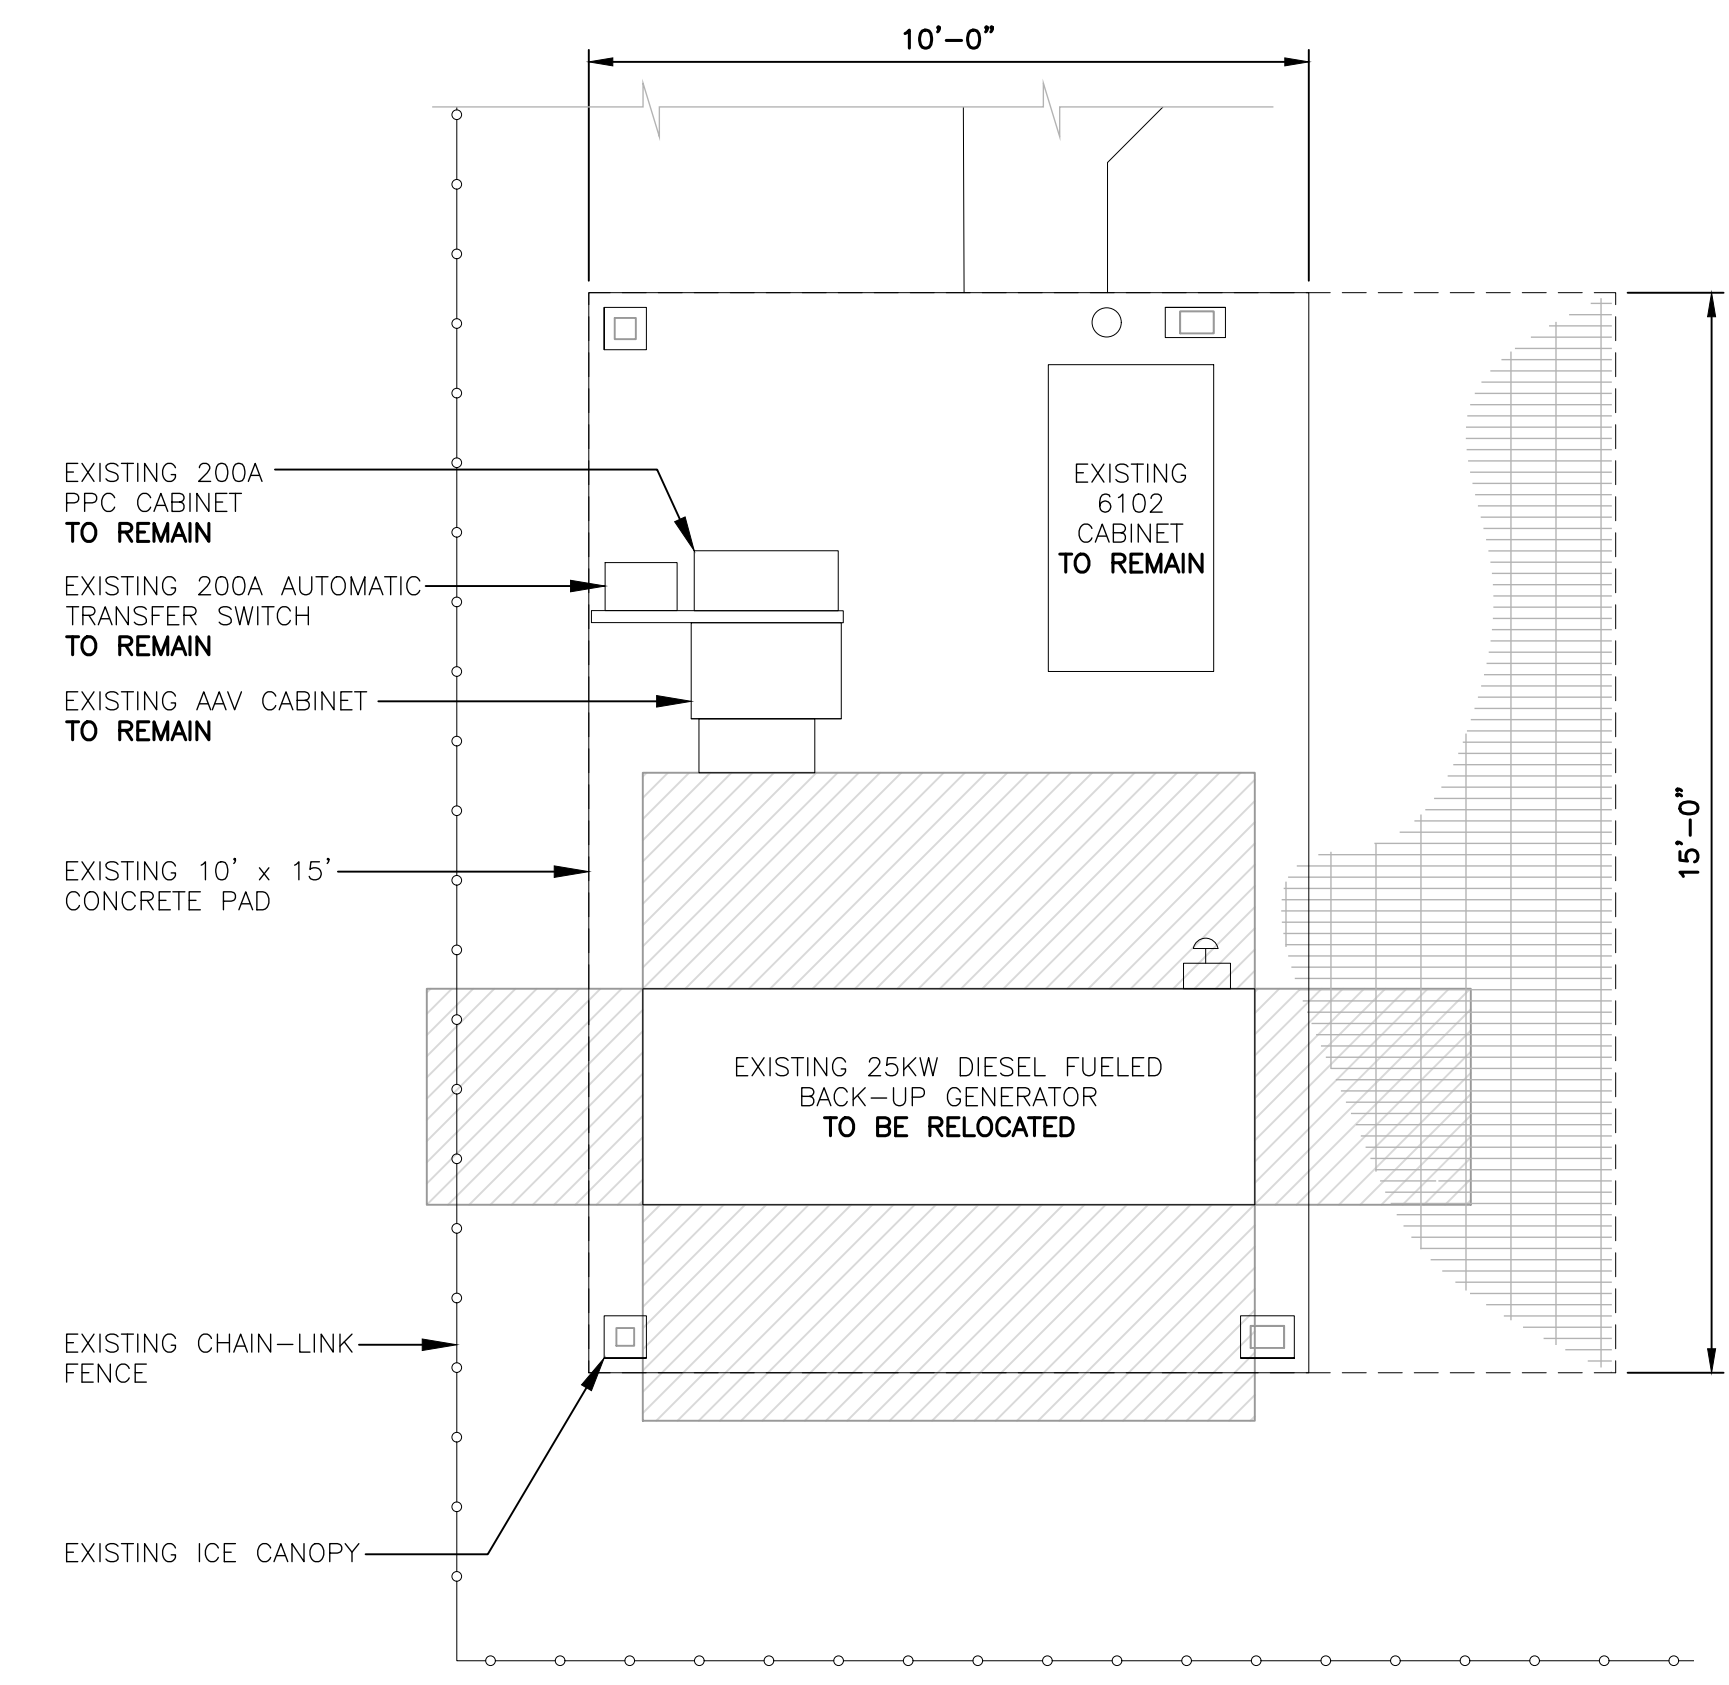 10'-0"
EXISTING 200A
PPC CABINET
TO REMAIN
EXISTING
6102
CABINET
TO REMAIN
EXISTING 200A AUTOMATIC
TRANSFER SWITCH
TO REMAIN
EXISTING AAV CABINET
TO REMAIN
15'-0"
EXISTING 10' x 15'
CONCRETE PAD
EXISTING 25KW DIESEL FUELED
BACK-UP GENERATOR
TO BE RELOCATED
EXISTING CHAIN-LINK
FENCE
EXISTING ICE CANOPY